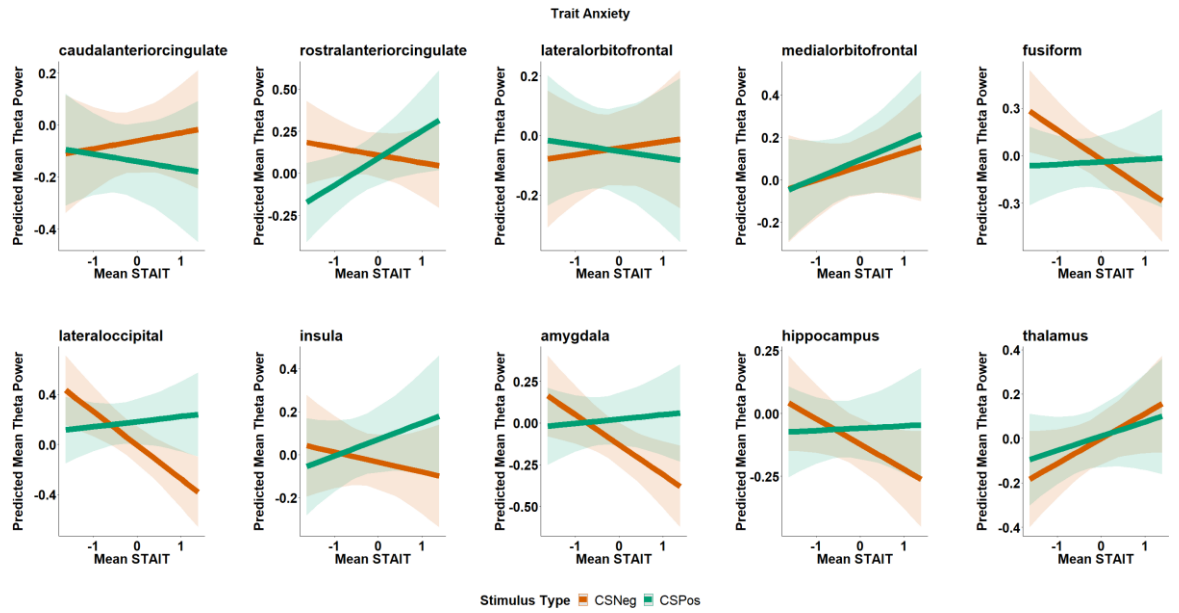 Trait Anxiety
caudalanteriorcingulate
rostralanteriorcingulate
lateralorbitofrontal
medialorbitofrontal
fusiform
Predicted Mean Theta Power
0.2
0.0
-0.2
-0.4
-1 0 1
Mean STAIT
Predicted Mean Theta Power
0.50
0.25
0.00
-0.25
-1 0 1
Mean STAIT
Predicted Mean Theta Power
0.2
0.0
-0.2
-1 0 1
Mean STAIT
Predicted Mean Theta Power
0.4
0.2
0.0
-0.2
-1 0 1
Mean STAIT
Predicted Mean Theta Power
0.3
0.0
-0.3
-1 0 1
Mean STAIT
lateraloccipital
insula
amygdala
hippocampus
thalamus
Predicted Mean Theta Power
0.4
0.0
-0.4
-1 0 1
Mean STAIT
Predicted Mean Theta Power
0.4
0.2
0.0
-0.2
-1 0 1
Mean STAIT
Predicted Mean Theta Power
0.25
0.00
-0.25
-0.50
-1 0 1
Mean STAIT
Predicted Mean Theta Power
0.25
0.00
-0.25
-1 0 1
Mean STAIT
Predicted Mean Theta Power
0.4
0.2
0.0
-0.2
-0.4
-1 0 1
Mean STAIT
Stimulus Type CSNeg CSPos